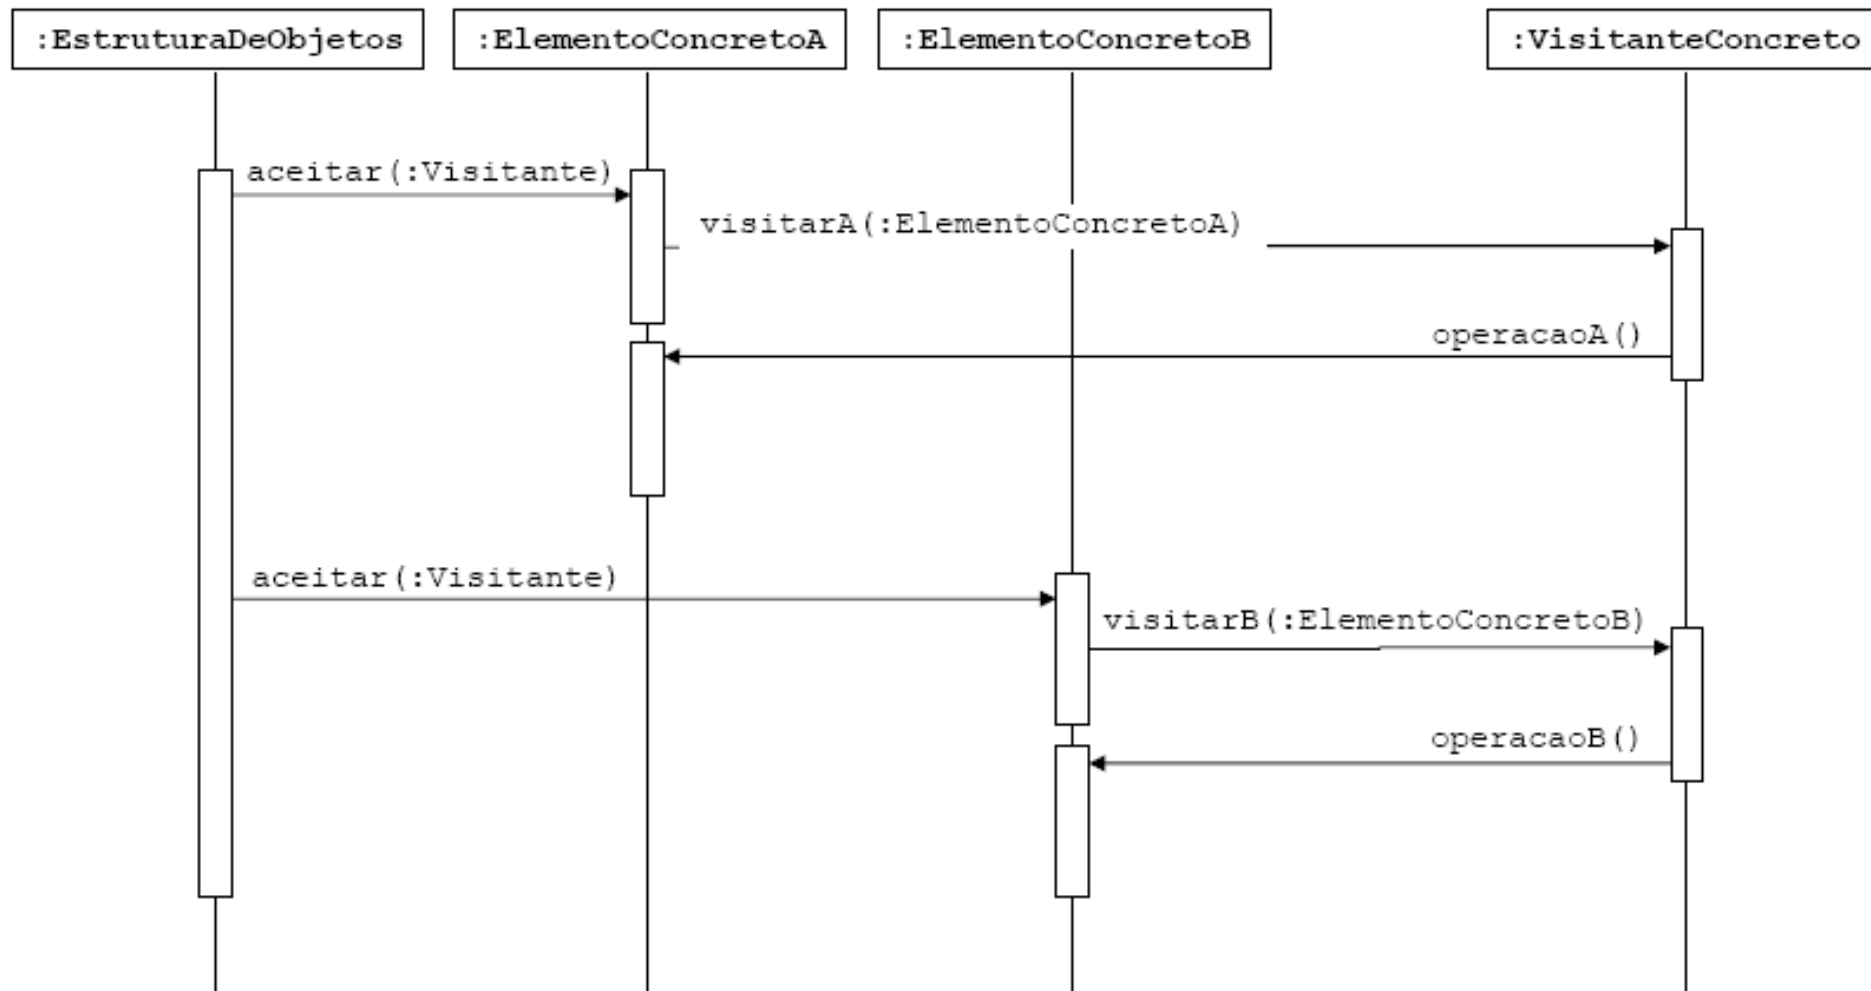 :EstruturaDeObjetos
:ElementoConcretoA
:ElementoConcretoB
:VisitanteConcreto
aceitar(:Visitante)
visitarA(:ElementoConcretoA)
operacaoA()
aceitar(:Visitante)
visitarB(:ElementoConcretoB)
operacaoB()